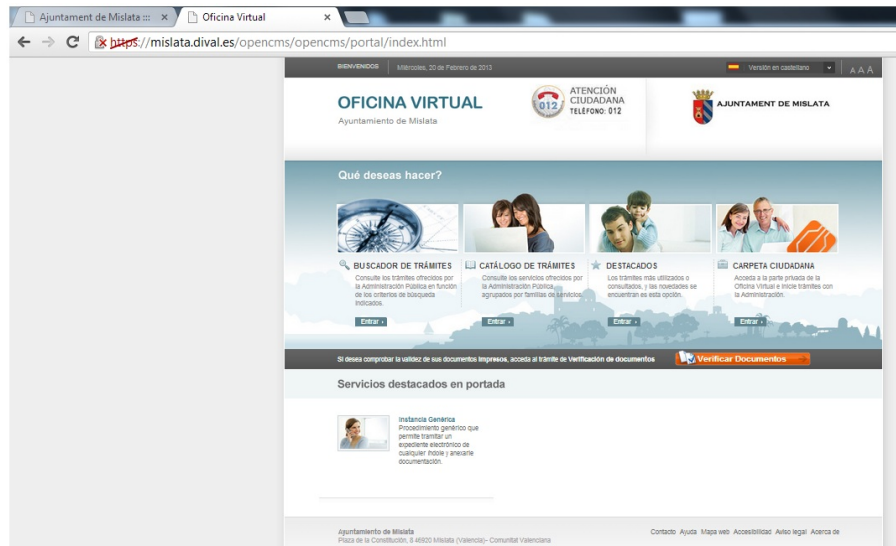 Ajuntament de Mislata :::
Oficina Virtual
https://mislata.dival.es/opencms/opencms/portal/index.html
BIENVENIDOS Miércoles, 20 de Febrero de 2013
Versión en castellano
A A A
OFICINA VIRTUAL
Ayuntamiento de Mislata
012
ATENCIÓN
CIUDADANA
TELÉFONO: 012
AJUNTAMENT DE MISLATA
Qué deseas hacer?
BUSCADOR DE TRÁMITES
Consulte los trámites ofrecidos por
la Administración Pública en función
de los criterios de búsqueda
indicados.
Entrar
CATÁLOGO DE TRÁMITES
Consulte los servicios ofrecidos por
la Administración Pública,
agrupados por familias de servicios.
Entrar
DESTACADOS
Los trámites más utilizados o
consultados, y las novedades se
encuentran es esta opción.
Entrar
CARPETA CIUDADANA
Acceda a la parte privada de la
Oficina Virtual e inicie trámites con
la Administración.
Entrar
Si desea comprobar la validez de sus documentos impresos, acceda al trámite de Verificación de documentos
Verificar Documentos
Servicios destacados en portada
Instancia Genérica
Procedimiento genérico que
permite tramitar un
expediente electrónico de
cualquier índole y anexarle
documentación.
Ayuntamiento de Mislata
Plaza de la Constitución, 8 46920 Mislata (Valencia)- Comunitat Valenciana
Contacto Ayuda Mapa web Accesibilidad Aviso legal Acerca de